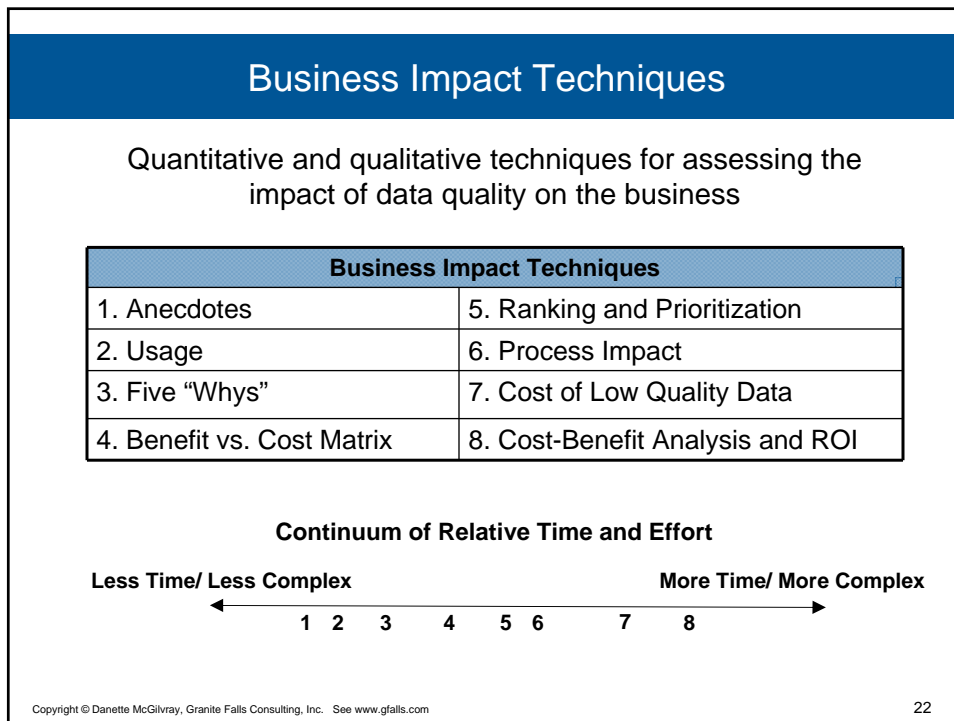 Business Impact Techniques
Quantitative and qualitative techniques for assessing the
impact of data quality on the business
Business Impact Techniques
1. Anecdotes
5. Ranking and Prioritization
2. Usage
6. Process Impact
3. Five “Whys”
7. Cost of Low Quality Data
4. Benefit vs. Cost Matrix
8. Cost-Benefit Analysis and ROI
Continuum of Relative Time and Effort
Less Time/ Less Complex
More Time/ More Complex
1 2 3 4 5 6 7 8
Copyright © Danette McGilvray, Granite Falls Consulting, Inc. See www.gfalls.com
22